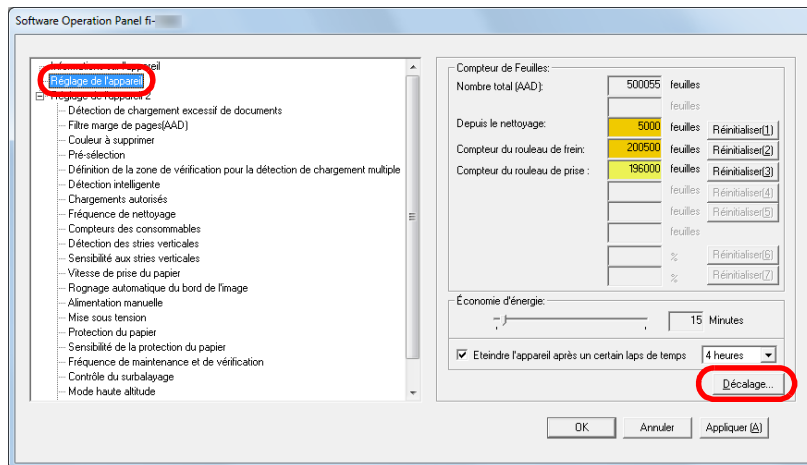 Software Operation Panel fi-
Informations sur l'appareil
Réglage de l'appareil
Réglage de l'appareil 2
Détection de chargement excessif de documents
Filtre marge de pages(AAD)
Couleur à supprimer
Pré-sélection
Définition de la zone de vérification pour la détection de chargement multiple
Détection intelligente
Chargements autorisés
Fréquence de nettoyage
Compteurs des consommables
Détection des stries verticales
Sensibilité aux stries verticales
Vitesse de prise du papier
Rognage automatique du bord de l'image
Alimentation manuelle
Mise sous tension
Protection du papier
Sensibilité de la protection du papier
Fréquence de maintenance et de vérification
Contrôle du surbalayage
Mode haute altitude
Compteur de Feuilles:
Nombre total (AAD): 500055 feuilles
feuilles
Depuis le nettoyage: 5000 feuilles Réinitialiser(1)
Compteur du rouleau de frein: 200500 feuilles Réinitialiser(2)
Compteur du rouleau de prise : 196000 feuilles Réinitialiser(3)
feuilles Réinitialiser(4)
feuilles Réinitialiser(5)
feuilles
% Réinitialiser(6)
% Réinitialiser(7)
Économie d'énergie:
15 Minutes
Eteindre l'appareil après un certain laps de temps 4 heures
Décalage...
OK Annuler Appliquer (A)